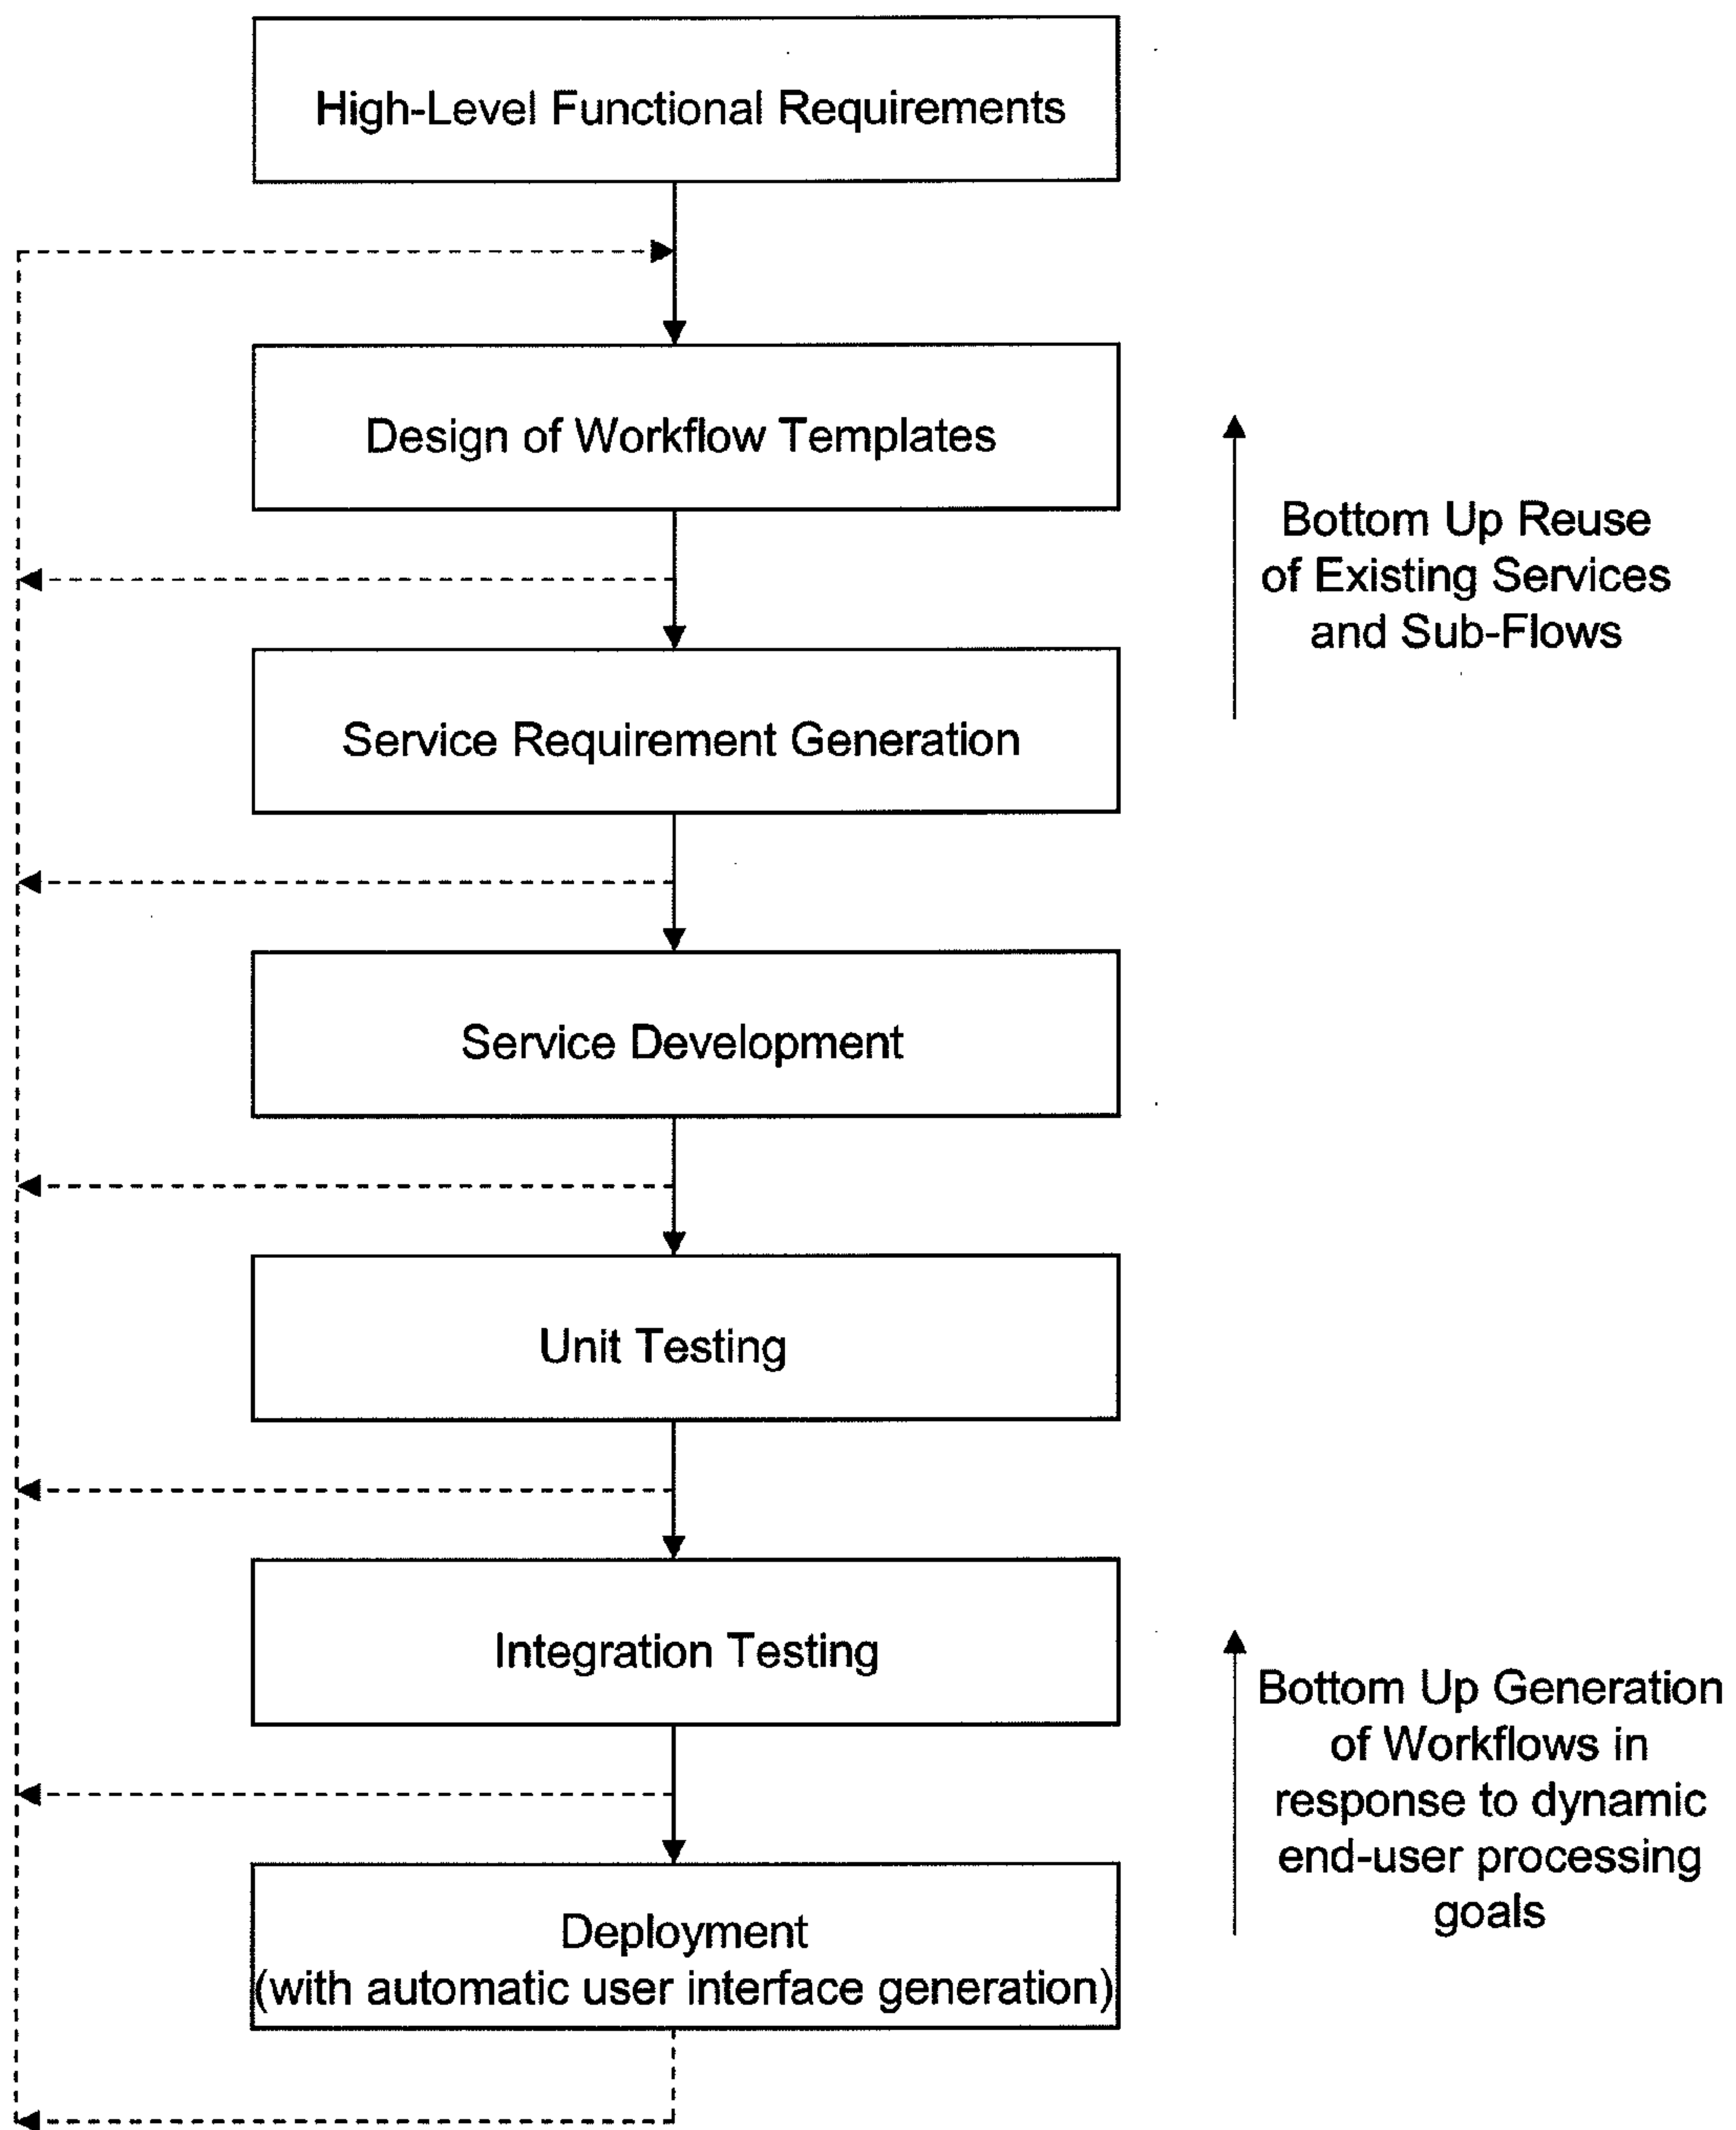 High-Level Functional Requirements
Design of Workflow Templates
Bottom Up Reuse
of Existing Services
and Sub-Flows
Service Requirement Generation
Service Development
Unit Testing
Integration Testing
Bottom Up Generation
of Workflows in
response to dynamic
end-user processing
goals
Deployment
(with automatic user interface generation)